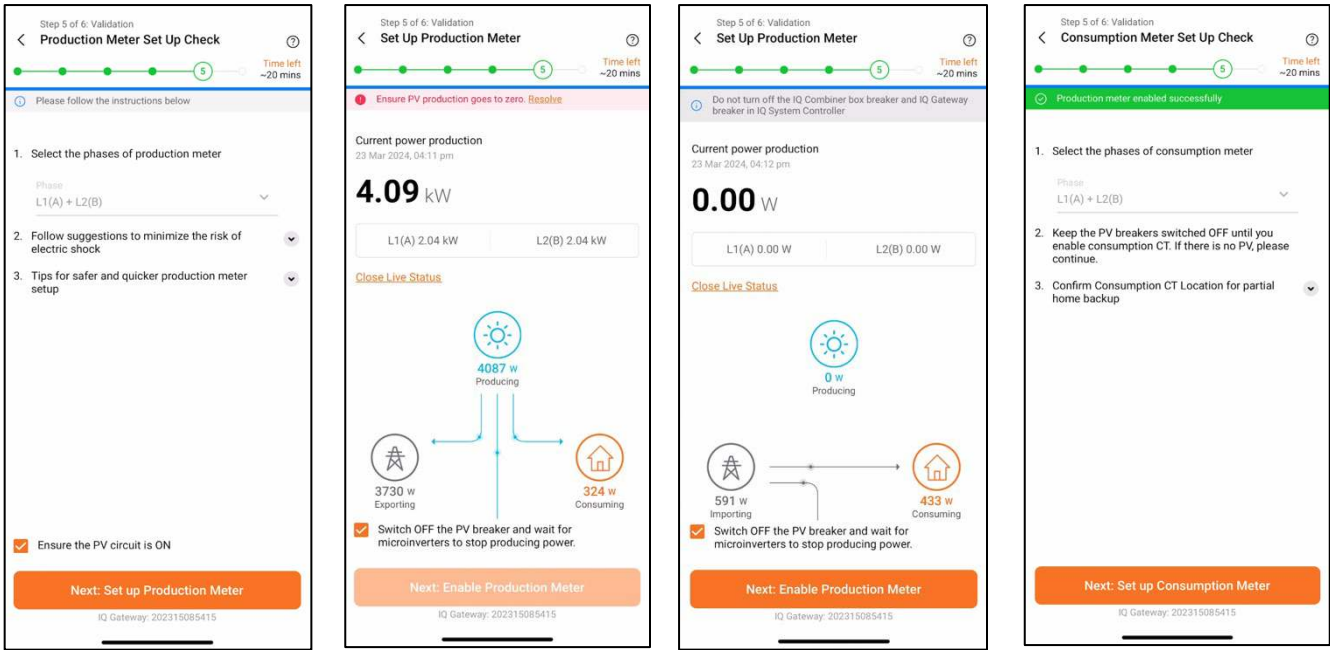 Step 5 of 6: Validation
Production Meter Set Up Check
Time left
5
~20 mins
Please follow the instructions below
1. Select the phases of production meter
Phase
L1(A) + L2(B)
2. Follow suggestions to minimize the risk of
electric shock
3. Tips for safer and quicker production meter
setup
Ensure the PV circuit is ON
Next: Set up Production Meter
IQ Gateway: 202315085415
Step 5 of 6: Validation
Set Up Production Meter
Time left
5
~20 mins
Ensure PV production goes to zero. Resolve
Current power production
23 Mar 2024, 04:11 pm
4.09 kW
L1(A) 2.04 kW L2(B) 2.04 kW
Close Live Status
4087 W
Producing
3730 W
Exporting
324 W
Consuming
Switch OFF the PV breaker and wait for
microinverters to stop producing power.
Next: Enable Production Meter
IQ Gateway: 202315085415
Step 5 of 6: Validation
Set Up Production Meter
Time left
5
~20 mins
Do not turn off the IQ Combiner box breaker and IQ Gateway
breaker in IQ System Controller
Current power production
23 Mar 2024, 04:12 pm
0.00 W
L1(A) 0.00 W L2(B) 0.00 W
Close Live Status
0 W
Producing
591 W
Importing
433 W
Consuming
Switch OFF the PV breaker and wait for
microinverters to stop producing power.
Next: Enable Production Meter
IQ Gateway: 202315085415
Step 5 of 6: Validation
Consumption Meter Set Up Check
Time left
5
~20 mins
Production meter enabled successfully
1. Select the phases of consumption meter
Phase
L1(A) + L2(B)
2. Keep the PV breakers switched OFF until you
enable consumption CT. If there is no PV, please
continue.
3. Confirm Consumption CT Location for partial
home backup
Next: Set up Consumption Meter
IQ Gateway: 202315085415